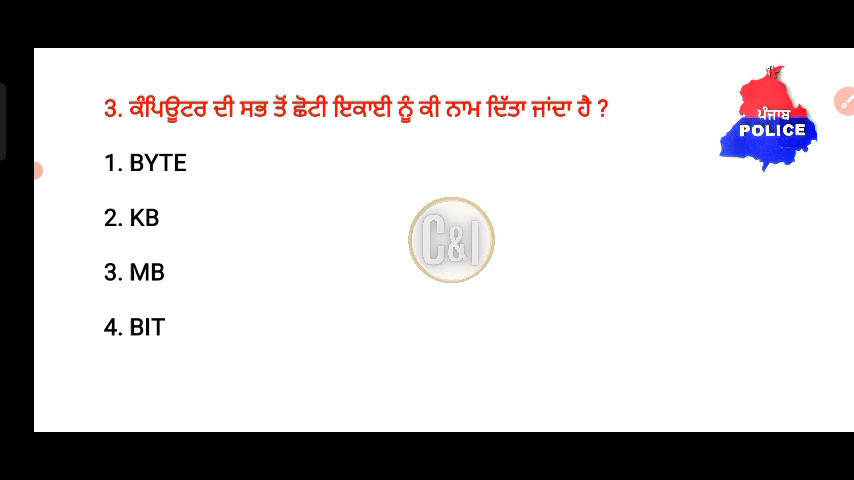 3. ਕੰਪਿਊਟਰ ਦੀ ਸਭ ਤੋਂ ਛੋਟੀ ਇਕਾਈ ਨੂੰ ਕੀ ਨਾਮ ਦਿੱਤਾ ਜਾਂਦਾ ਹੈ ?
ਪੰਜਾਬ
POLICE
1. BYTE
2. KB
C&I
3. MB
4. BIT